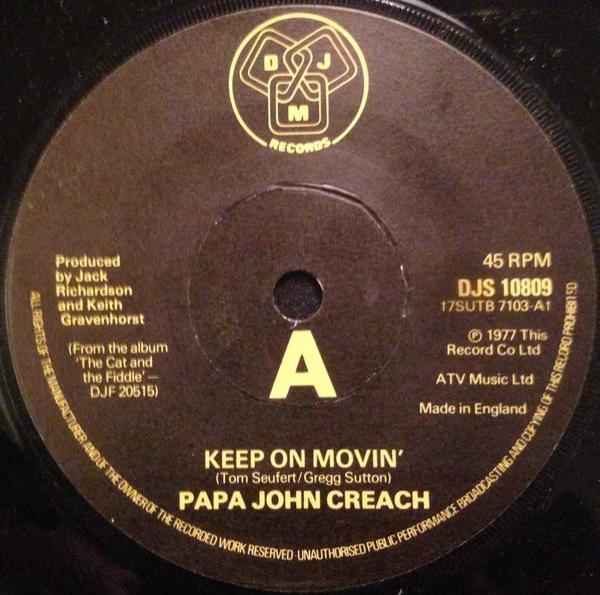 D J
M
RECORDS
Produced
by Jack
Richardson
and Keith
Gravenhorst
(From the album
'The Cat and
the Fiddle'—
DJF 20515)
45 RPM
DJS 10809
†7SUTB 7103-A†
℗ 1977 This
Record Co Ltd
ATV Music Ltd
Made in England
A
KEEP ON MOVIN'
(Tom Seufert/Gregg Sutton)
PAPA JOHN CREACH
ALL RIGHTS OF THE MANUFACTURER AND OF THE OWNER OF THE RECORDED WORK RESERVED · UNAUTHORISED PUBLIC PERFORMANCE BROADCASTING AND COPYING OF THIS RECORD PROHIBITED